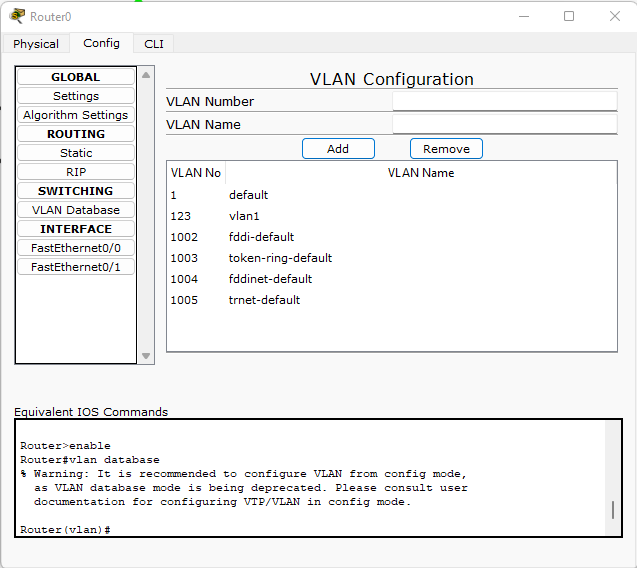 Router0
Physical Config CLI
GLOBAL
Settings
Algorithm Settings
ROUTING
Static
RIP
SWITCHING
VLAN Database
INTERFACE
FastEthernet0/0
FastEthernet0/1
VLAN Configuration
VLAN Number
VLAN Name
Add Remove
VLAN No VLAN Name
1 default
123 vlan1
1002 fddi-default
1003 token-ring-default
1004 fddinet-default
1005 trnet-default
Equivalent IOS Commands
Router>enable
Router#vlan database
% Warning: It is recommended to configure VLAN from config mode,
as VLAN database mode is being deprecated. Please consult user
documentation for configuring VTP/VLAN in config mode.
Router(vlan)#